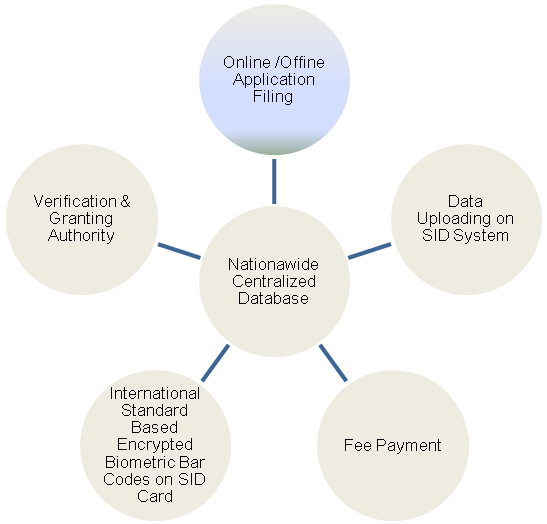 Online /Offine
Application
Filing
Verification &
Granting
Authority
Data
Uploading on
SID System
Nationawide
Centralized
Database
International
Standard
Based
Encrypted
Biometric Bar
Codes on SID
Card
Fee Payment